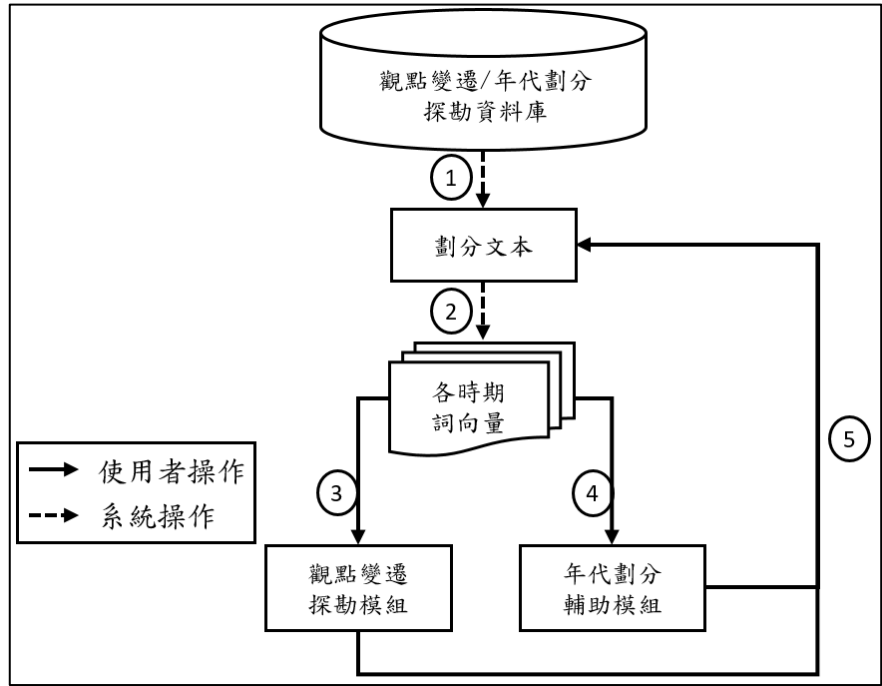 觀點變遷/年代劃分
探勘資料庫
1
劃分文本
2
各時期
詞向量
5
使用者操作
系統操作
3
4
觀點變遷
探勘模組
年代劃分
輔助模組